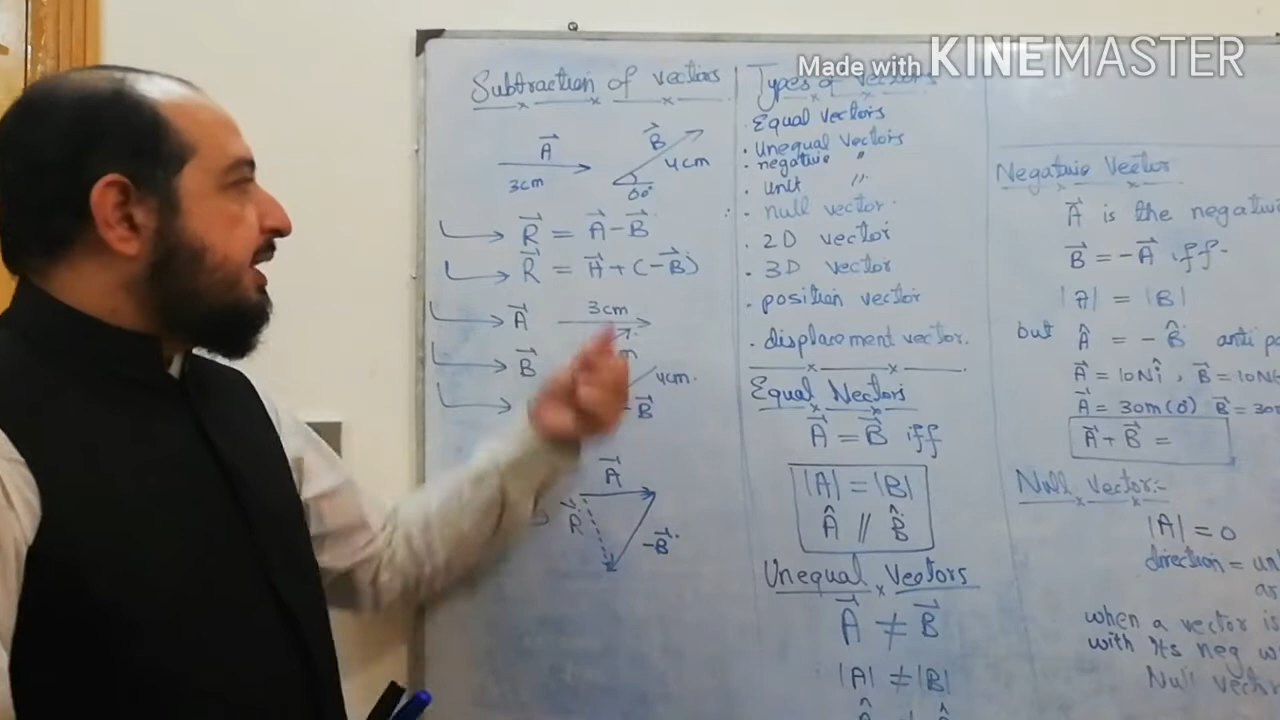 Made with KINEMASTER
Subtraction of vectors
A⃗
3cm
B⃗
4cm
60°
R⃗ = A⃗ - B⃗
R⃗ = A⃗ + (-B⃗)
A⃗ 3cm
B⃗
4cm
-B⃗
A⃗
R⃗
-B⃗
Types of vectors
· Equal vectors
· unequal vectors
· negative "
· unit "
· null vector
· 2D vector
· 3D vector
· position vector
· displacement vector.
Equal Vectors
A⃗ = B⃗ iff
|A| = |B|
Â // B̂
Unequal Vectors
A⃗ ≠ B⃗
|A| ≠ |B|
Negative Vector
A⃗ is the negative
B⃗ = -A⃗ iff-
|A| = |B|
but Â = -B̂ anti
A⃗ = 10N î, B⃗ = 10N
A⃗ = 30m(0) B⃗ = 30
A⃗ + B⃗ =
Null Vector:-
|A| = 0
direction =
when a vector is
with its neg
Null vector